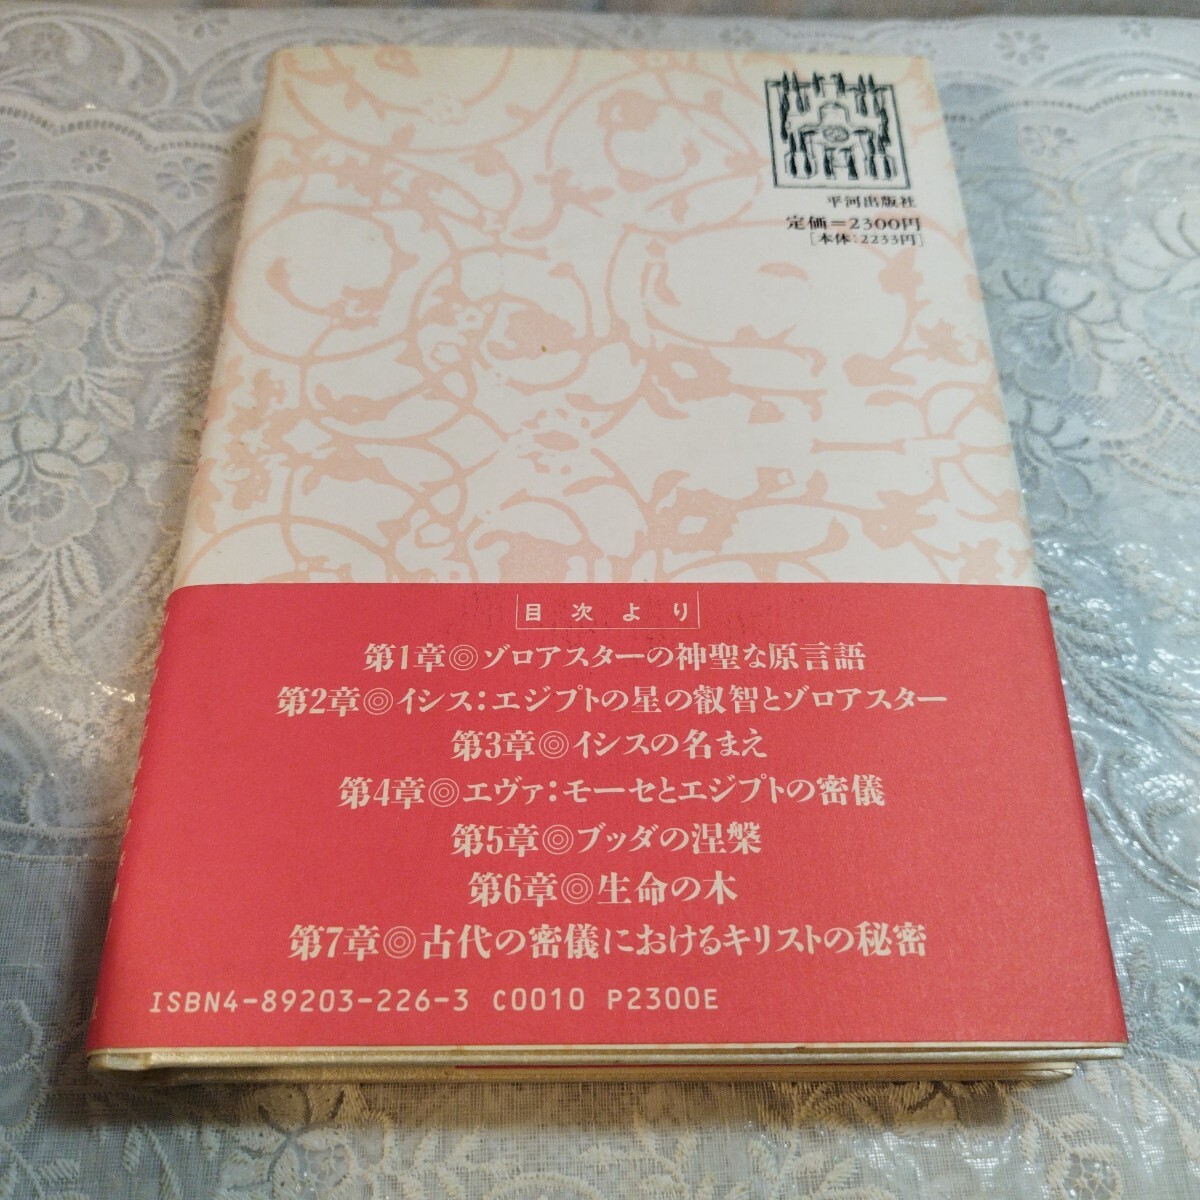 平河出版社
定価＝2300円
[本体:2233円]
目次より
第1章◎ゾロアスターの神聖な原言語
第2章◎イシス:エジプトの星の叡智とゾロアスター
第3章◎イシスの名まえ
第4章◎エヴァ:モーセとエジプトの密儀
第5章◎ブッダの涅槃
第6章◎生命の木
第7章◎古代の密儀におけるキリストの秘密
ISBN4-89203-226-3 C0010 P2300E